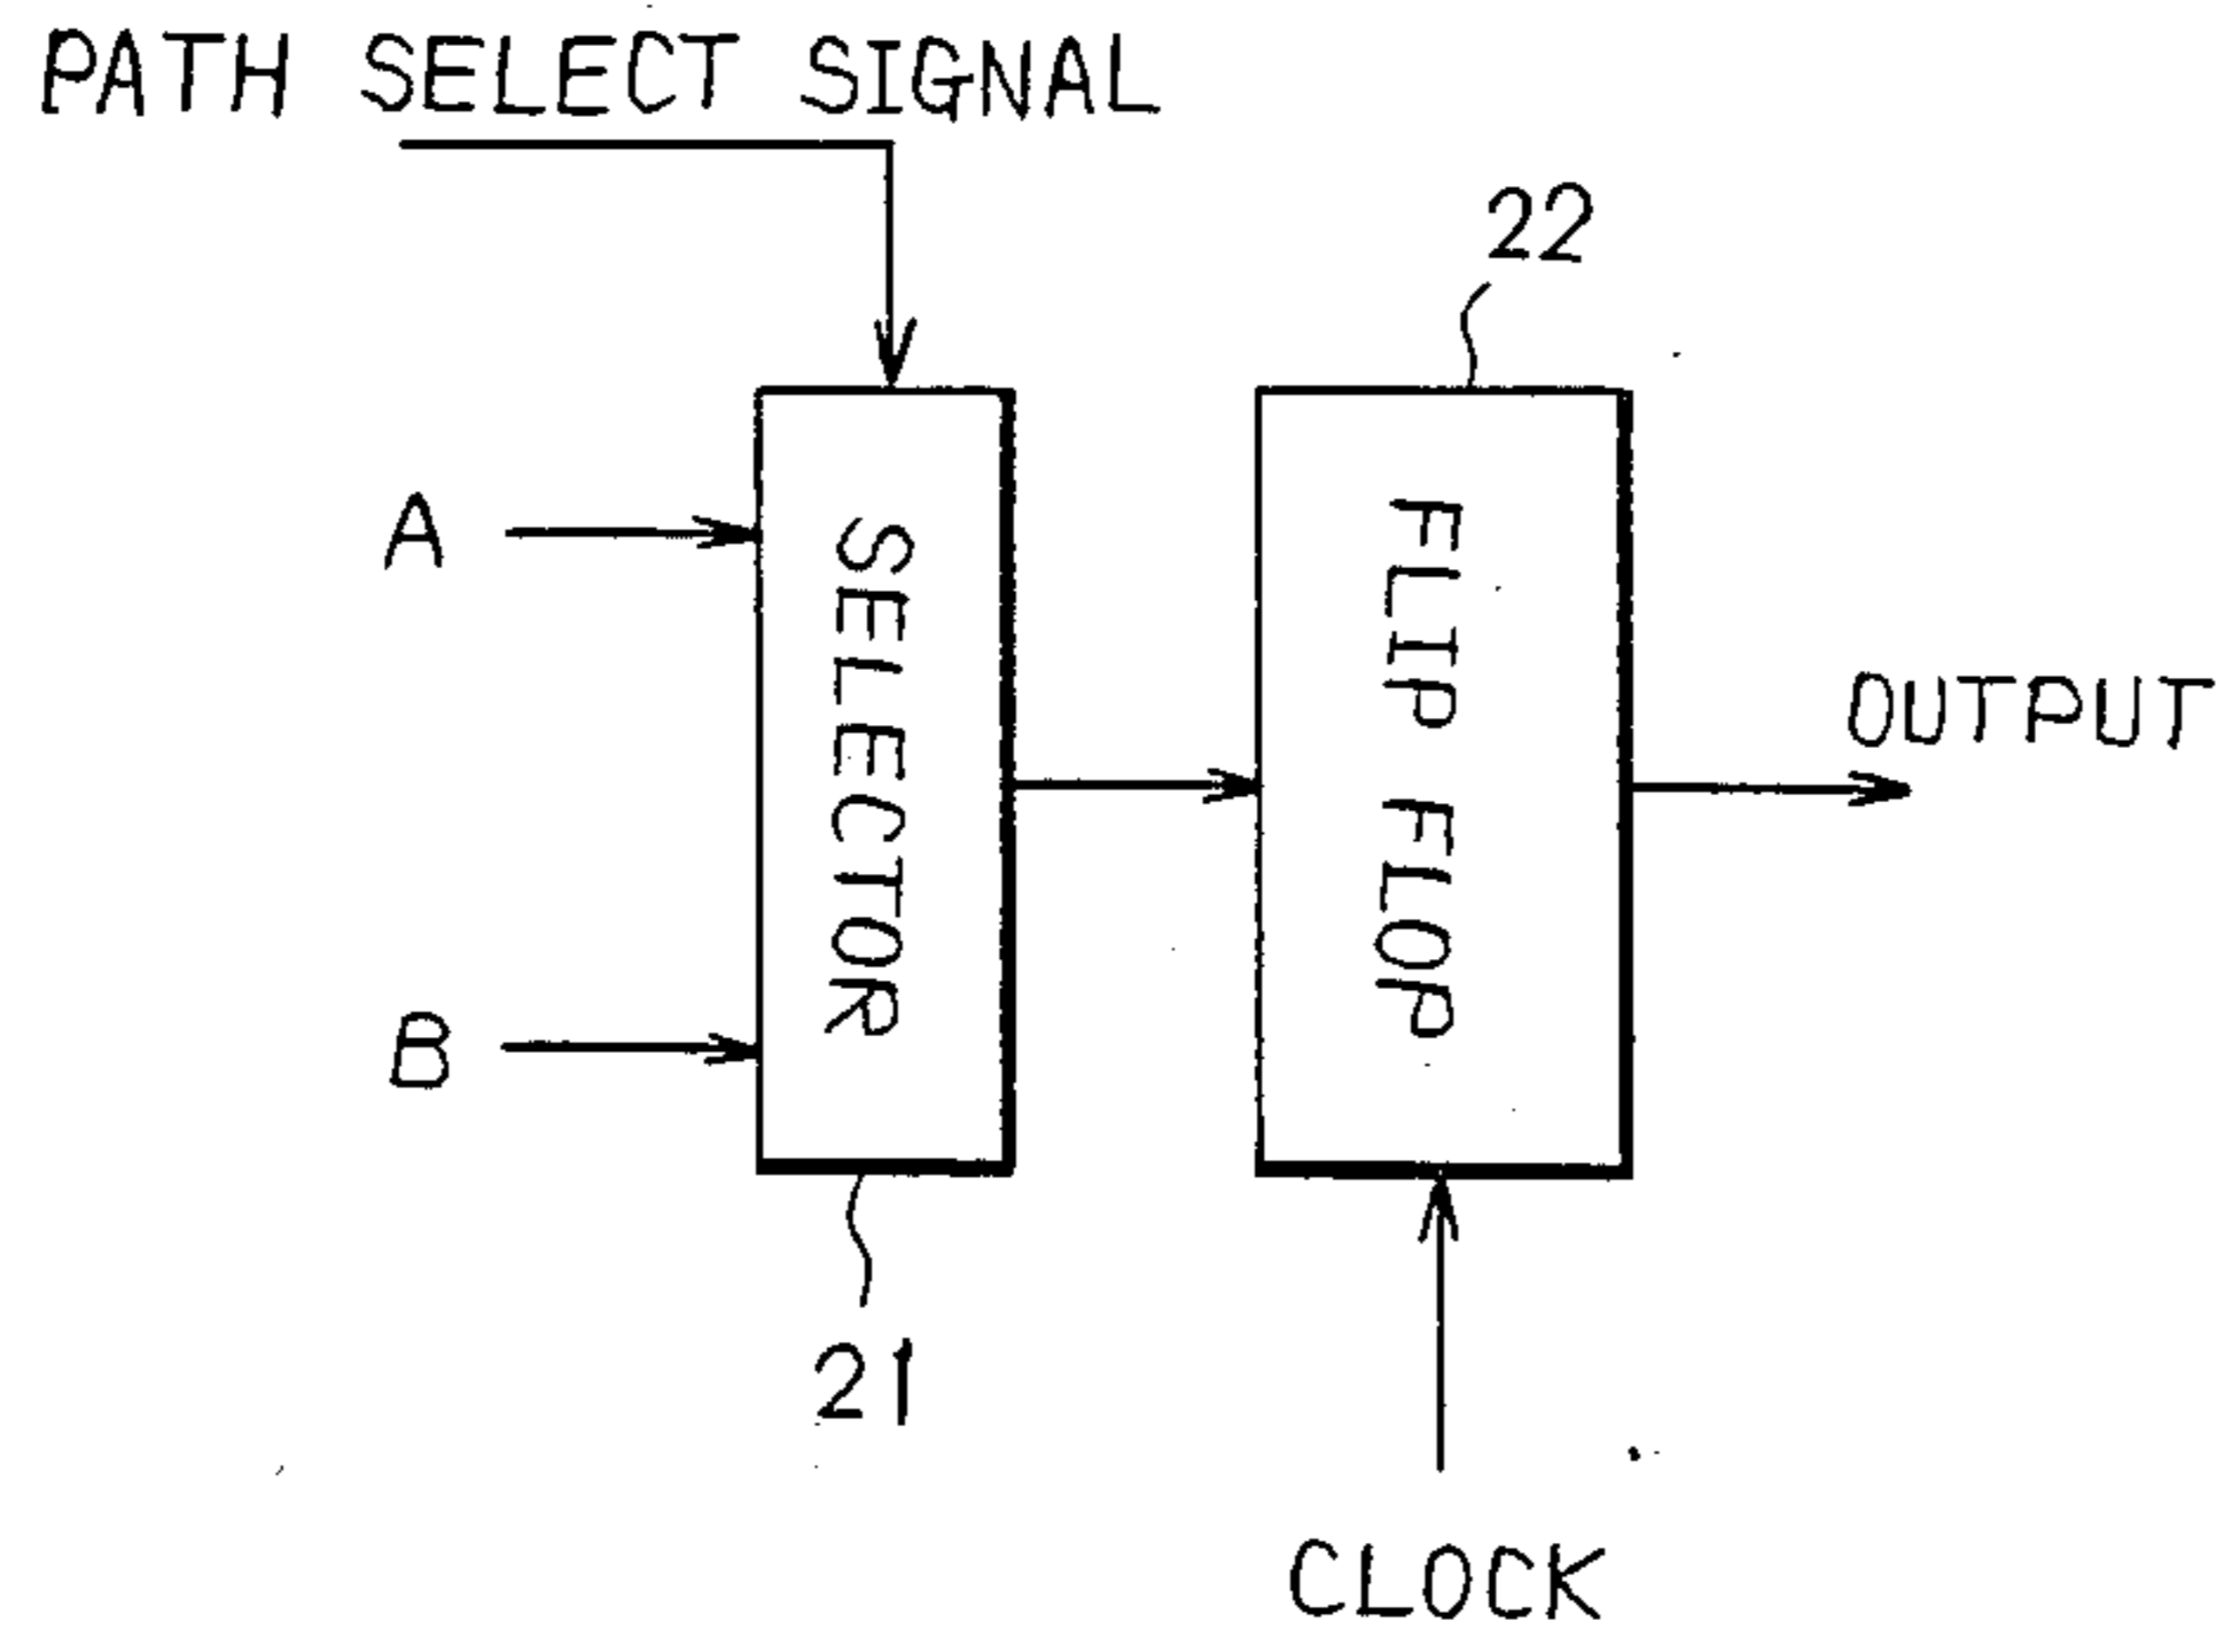 PATH SELECT SIGNAL
22
A
SELECTOR
FLIP FLOP
OUTPUT
B
21
CLOCK